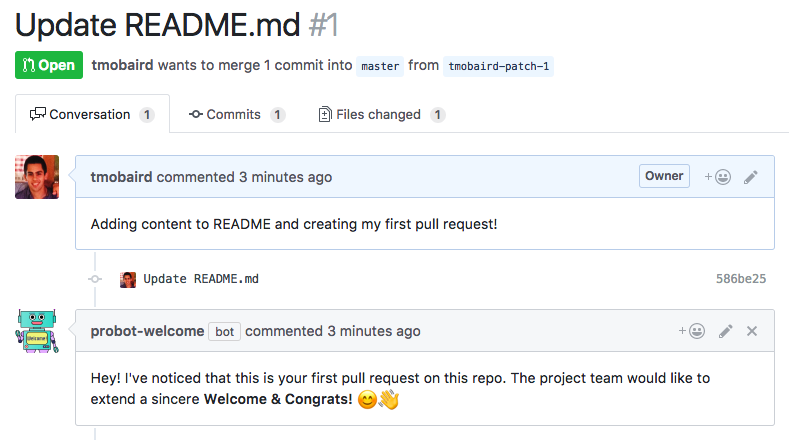 Update README.md #1
Open tmobaird wants to merge 1 commit into master from tmobaird-patch-1
Conversation 1 Commits 1 Files changed 1
tmobaird commented 3 minutes ago Owner
Adding content to README and creating my first pull request!
Update README.md 586be25
probot-welcome bot commented 3 minutes ago
Hey! I've noticed that this is your first pull request on this repo. The project team would like to
extend a sincere Welcome & Congrats! 😊👋